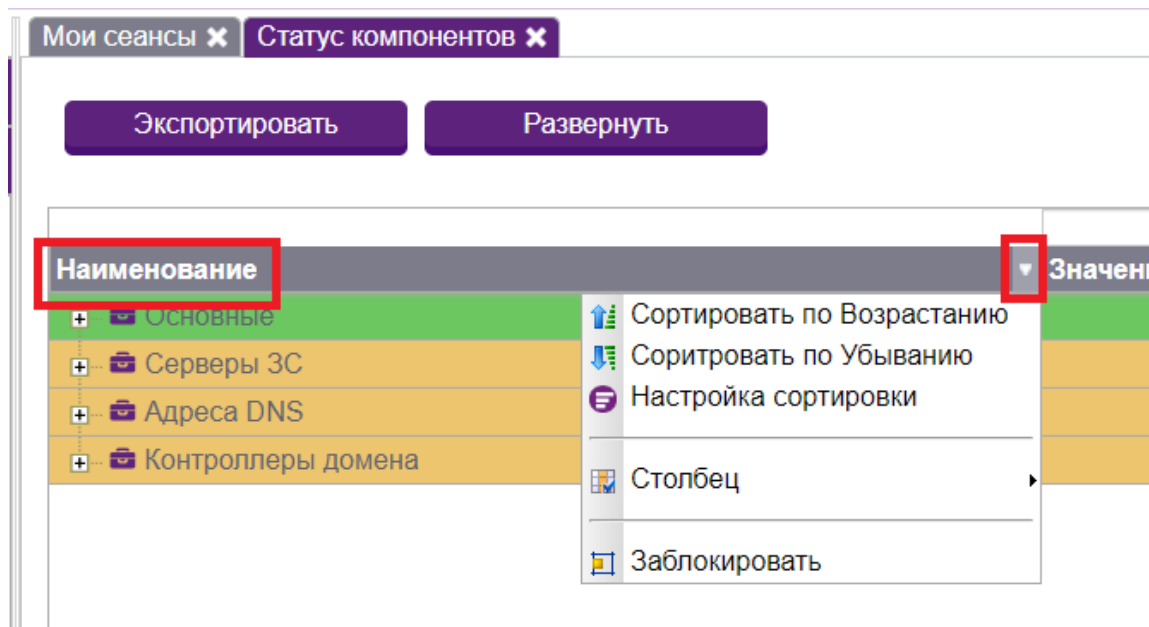 Мои сеансы
Статус компонентов
Экспортировать
Развернуть
Наименование
Основные
Серверы ЗС
Адреса DNS
Контроллеры домена
Сортировать по Возрастанию
Соритровать по Убыванию
Настройка сортировки
Столбец
Заблокировать